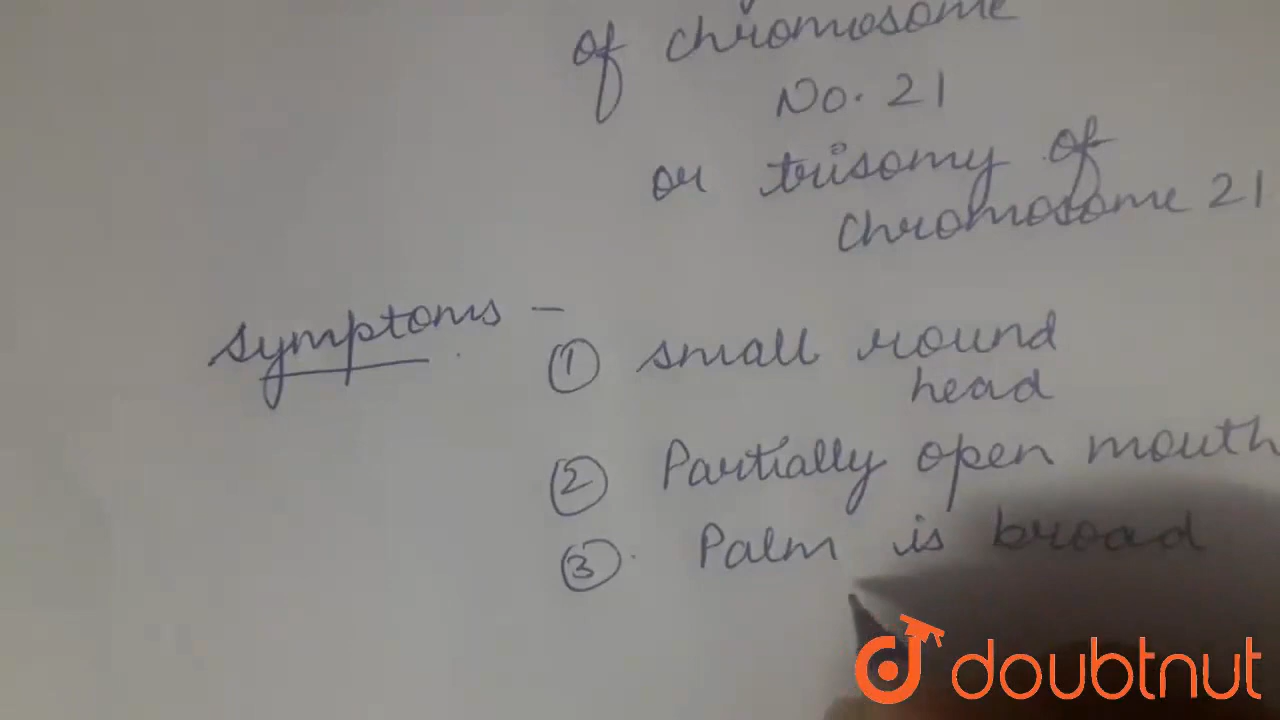 of chromosome
No. 21
or trisomy of
chromosome 21
Symptoms –
① small round
head
② Partially open mouth
③. Palm is broad
doubtnut